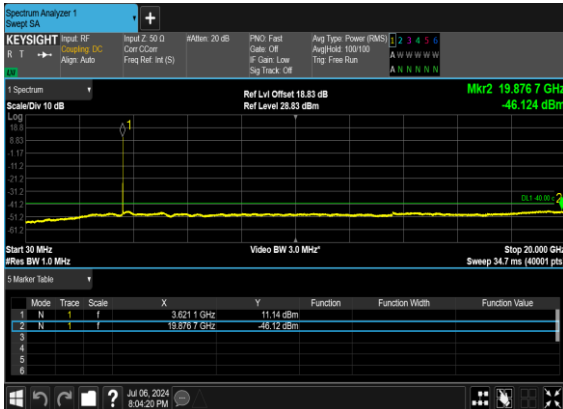 Spectrum Analyzer 1
Swept SA
KEYSIGHT Input: RF Input Z: 50 Ω #Atten: 20 dB PNO: Fast Avg Type: Power (RMS) 1 2 3 4 5 6
R T Coupling: DC Corr CCorr Gate: Off Avg|Hold: 100/100 A W W W W W
Align: Auto Freq Ref: Int (S) IF Gain: Low Trig: Free Run
Sig Track: Off A N N N N N
1 Spectrum Ref Lvl Offset 18.83 dB Mkr2 19.876 7 GHz
Scale/Div 10 dB Ref Level 28.83 dBm -46.124 dBm
Log
18.8
8.83
-1.17
-11.2
-21.2
-31.2
-41.2
-51.2
-61.2
1
DL1 -40.00
2
Start 30 MHz Video BW 3.0 MHz* Stop 20.000 GHz
#Res BW 1.0 MHz Sweep 34.7 ms (40001 pts)
5 Marker Table
Mode Trace Scale X Y Function Function Width Function Value
1 N 1 f 3.621 1 GHz 11.14 dBm
2 N 1 f 19.876 7 GHz -46.12 dBm
3
4
5
6
? Jul 06, 2024
8:04:20 PM